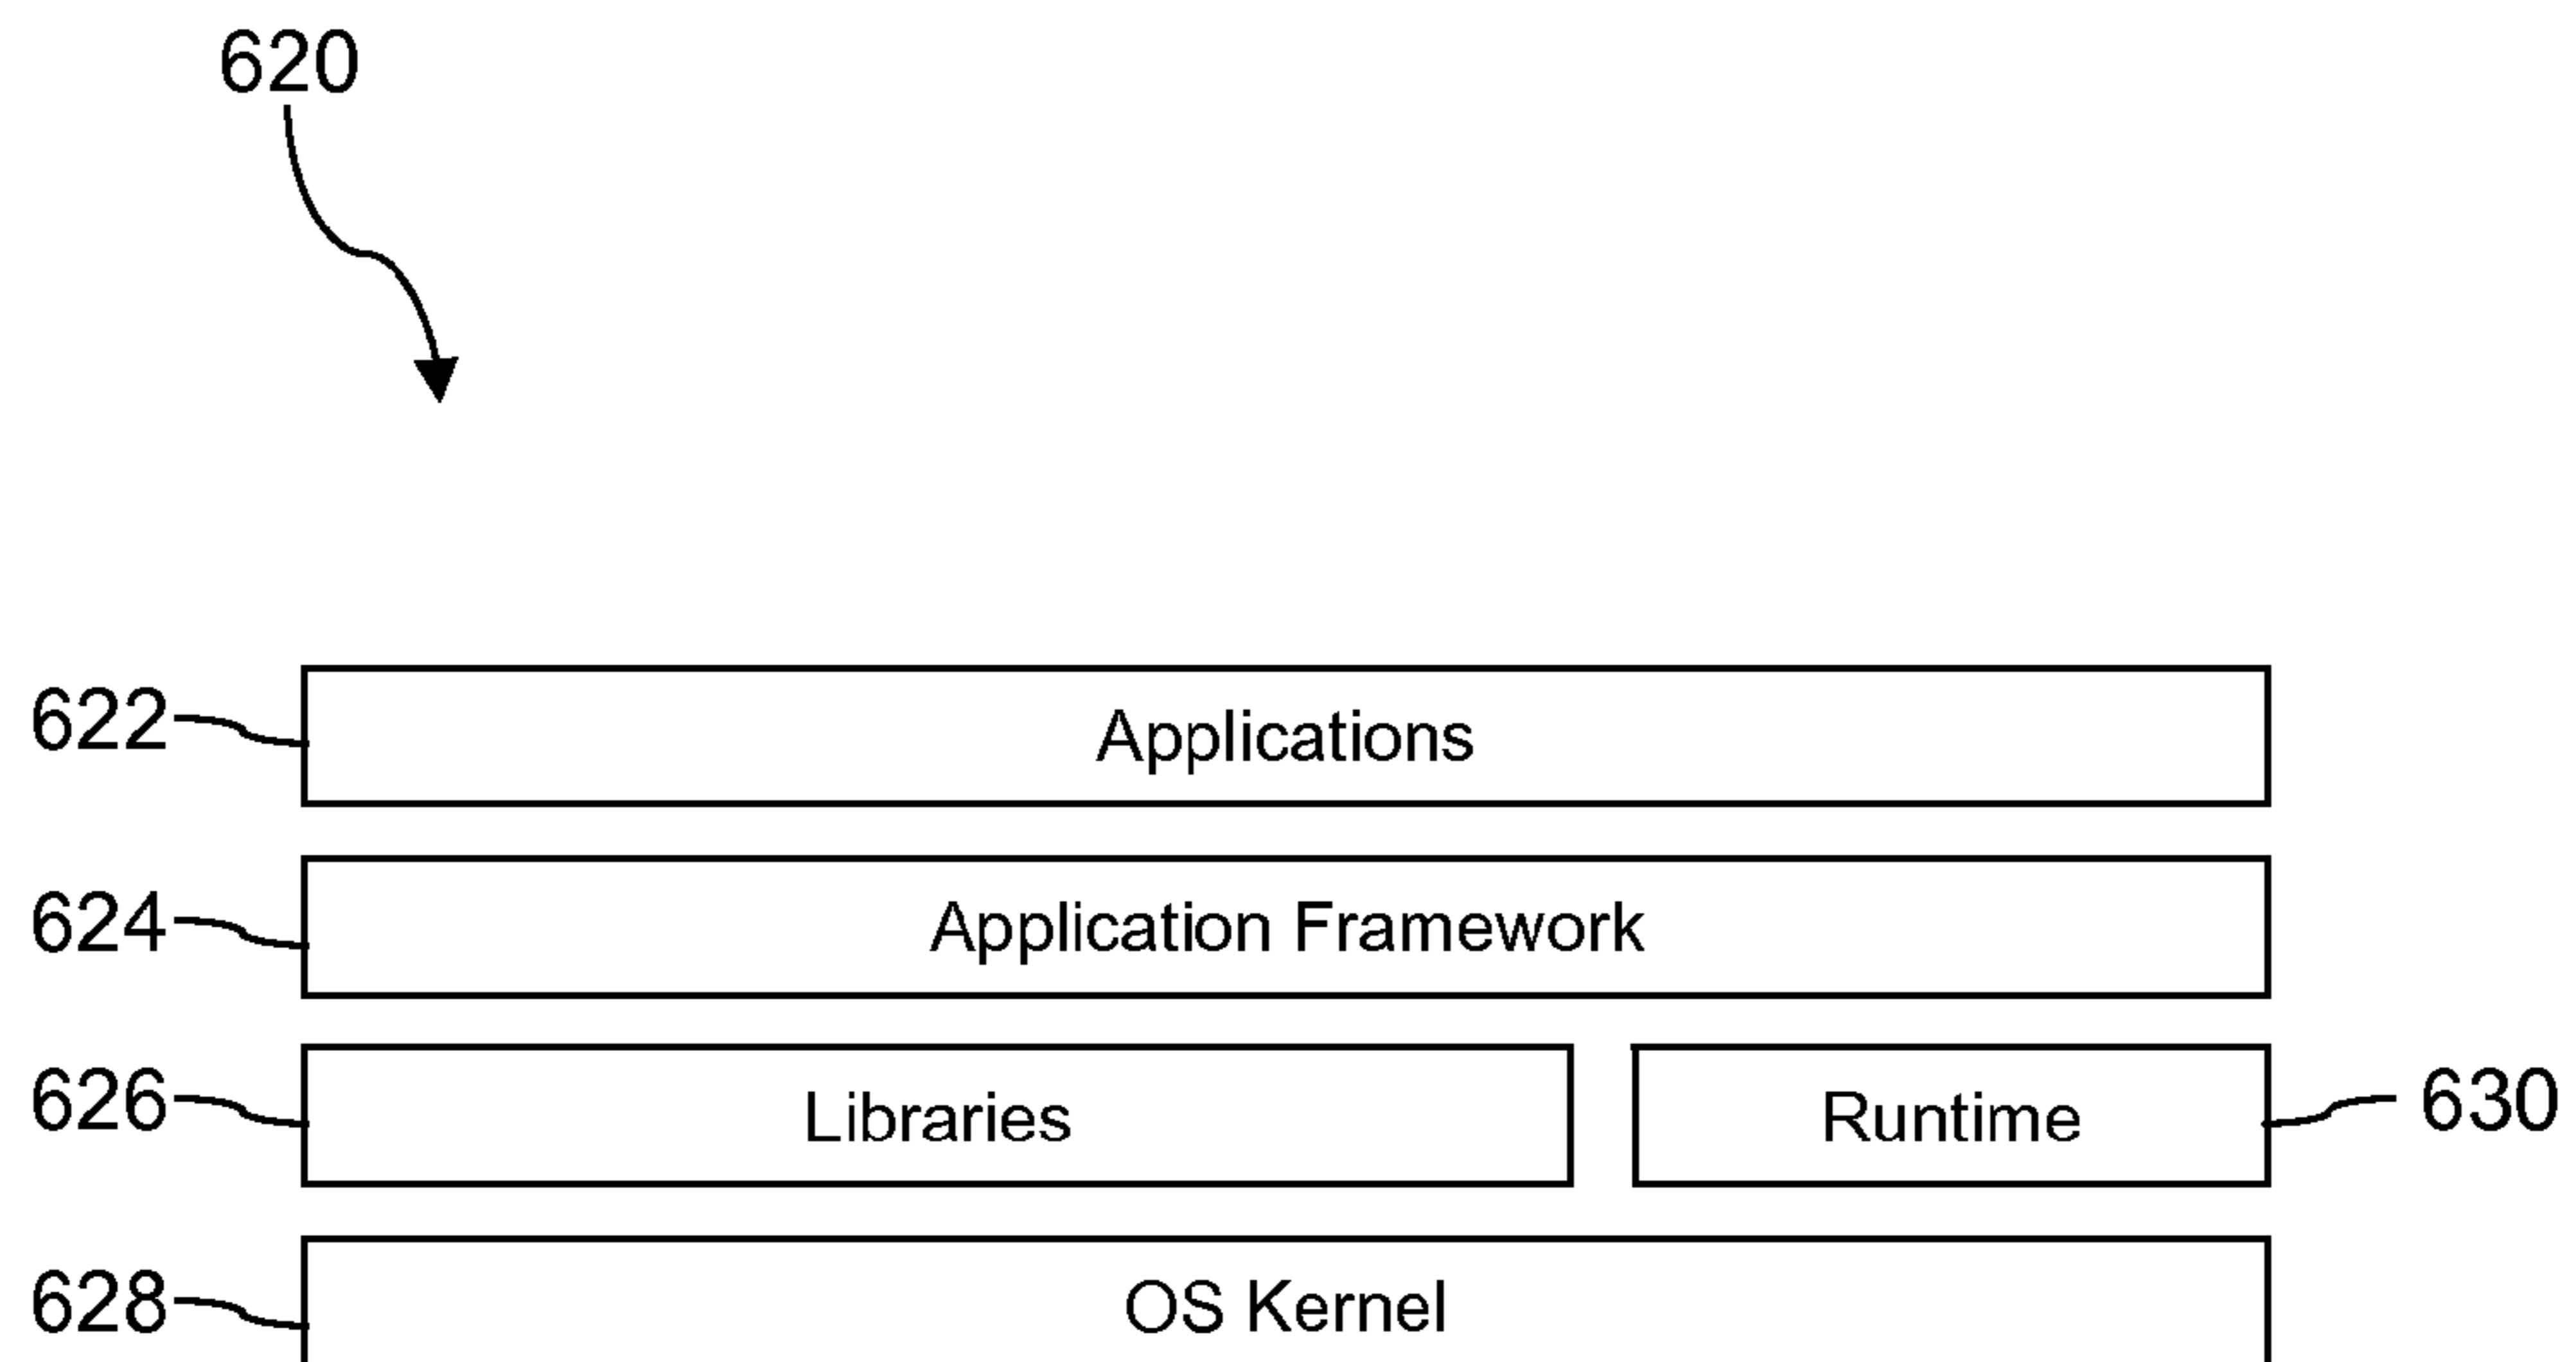 620
622 Applications
624 Application Framework
626 Libraries Runtime 630
628 OS Kernel